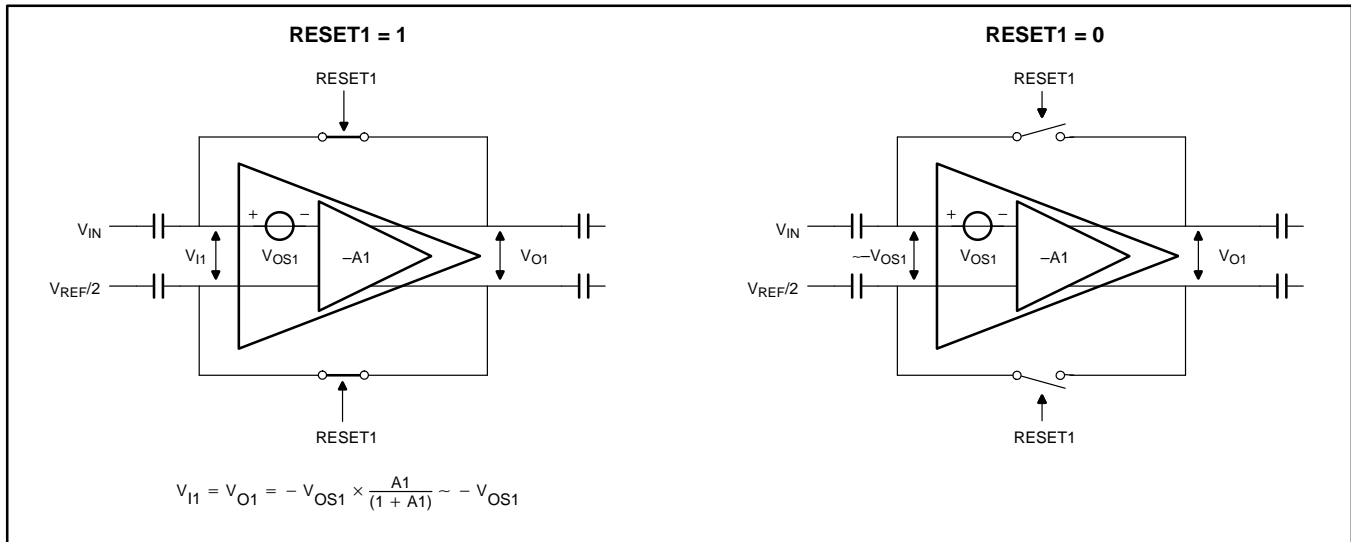 RESET1 = 1
RESET1
V_IN
V_REF/2
V_I1
+ −
V_OS1
–A1
V_O1
RESET1
V_I1 = V_O1 = − V_OS1 × A1/(1 + A1) ~ − V_OS1
RESET1 = 0
RESET1
V_IN
V_REF/2
~–V_OS1
+ −
V_OS1
–A1
V_O1
RESET1